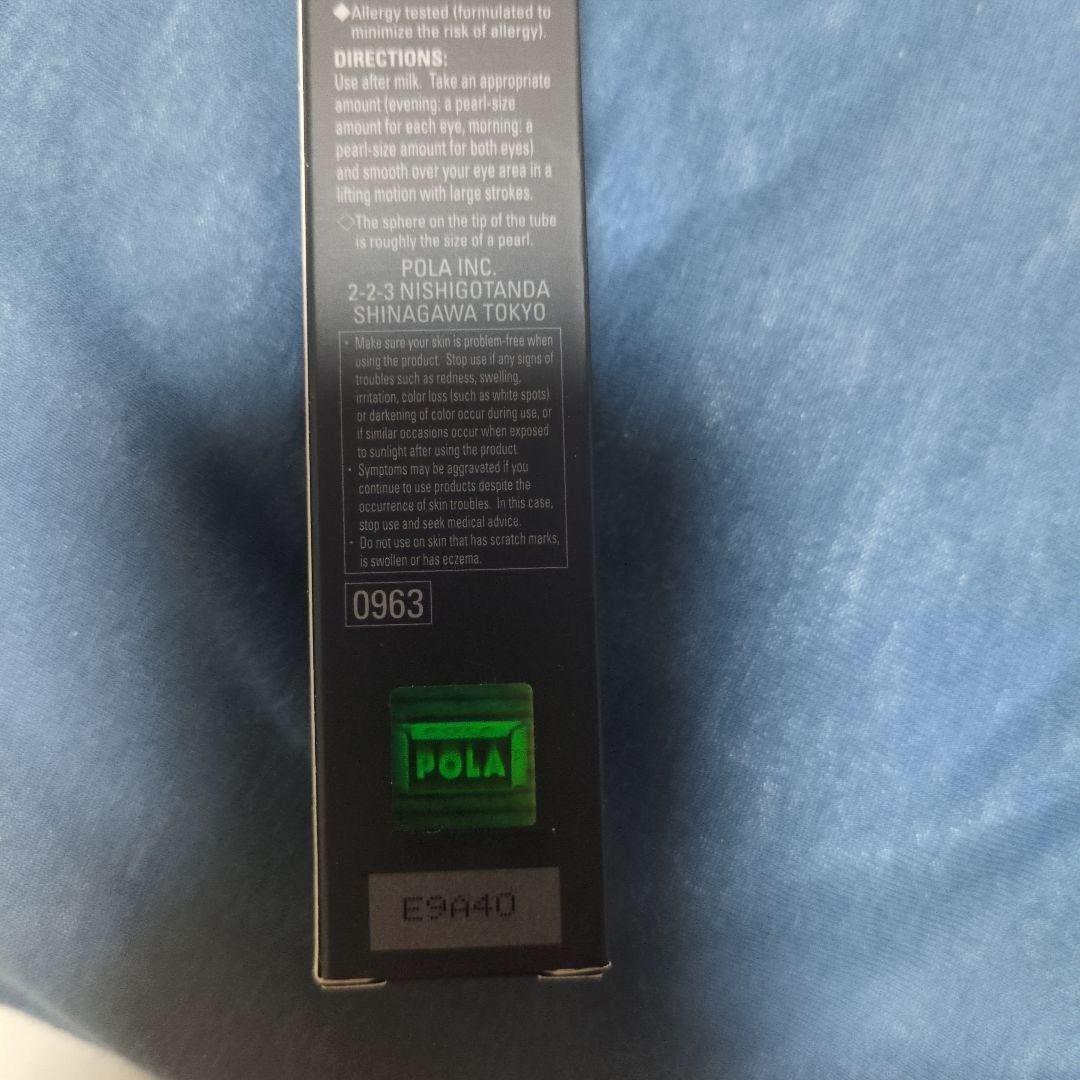 ◆Allergy tested (formulated to
minimize the risk of allergy).
DIRECTIONS:
Use after milk. Take an appropriate
amount (evening: a pearl-size
amount for each eye, morning: a
pearl-size amount for both eyes)
and smooth over your eye area in a
lifting motion with large strokes.
◇The sphere on the tip of the tube
is roughly the size of a pearl.
POLA INC.
2-2-3 NISHIGOTANDA
SHINAGAWA TOKYO
・Make sure your skin is problem-free when
using the product. Stop use if any signs of
troubles such as redness, swelling,
irritation, color loss (such as white spots)
or darkening of color occur during use, or
if similar occasions occur when exposed
to sunlight after using the product.
・Symptoms may be aggravated if you
continue to use products despite the
occurrence of skin troubles. In this case,
stop use and seek medical advice.
・Do not use on skin that has scratch marks,
is swollen or has eczema.
0963
POLA
E9A40